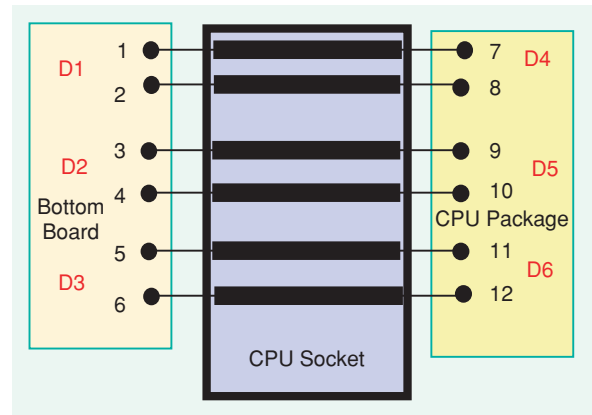 D1
1
2
D2
3
4
Bottom
Board
5
D3
6
CPU Socket
7
D4
8
9
D5
10
CPU Package
11
D6
12